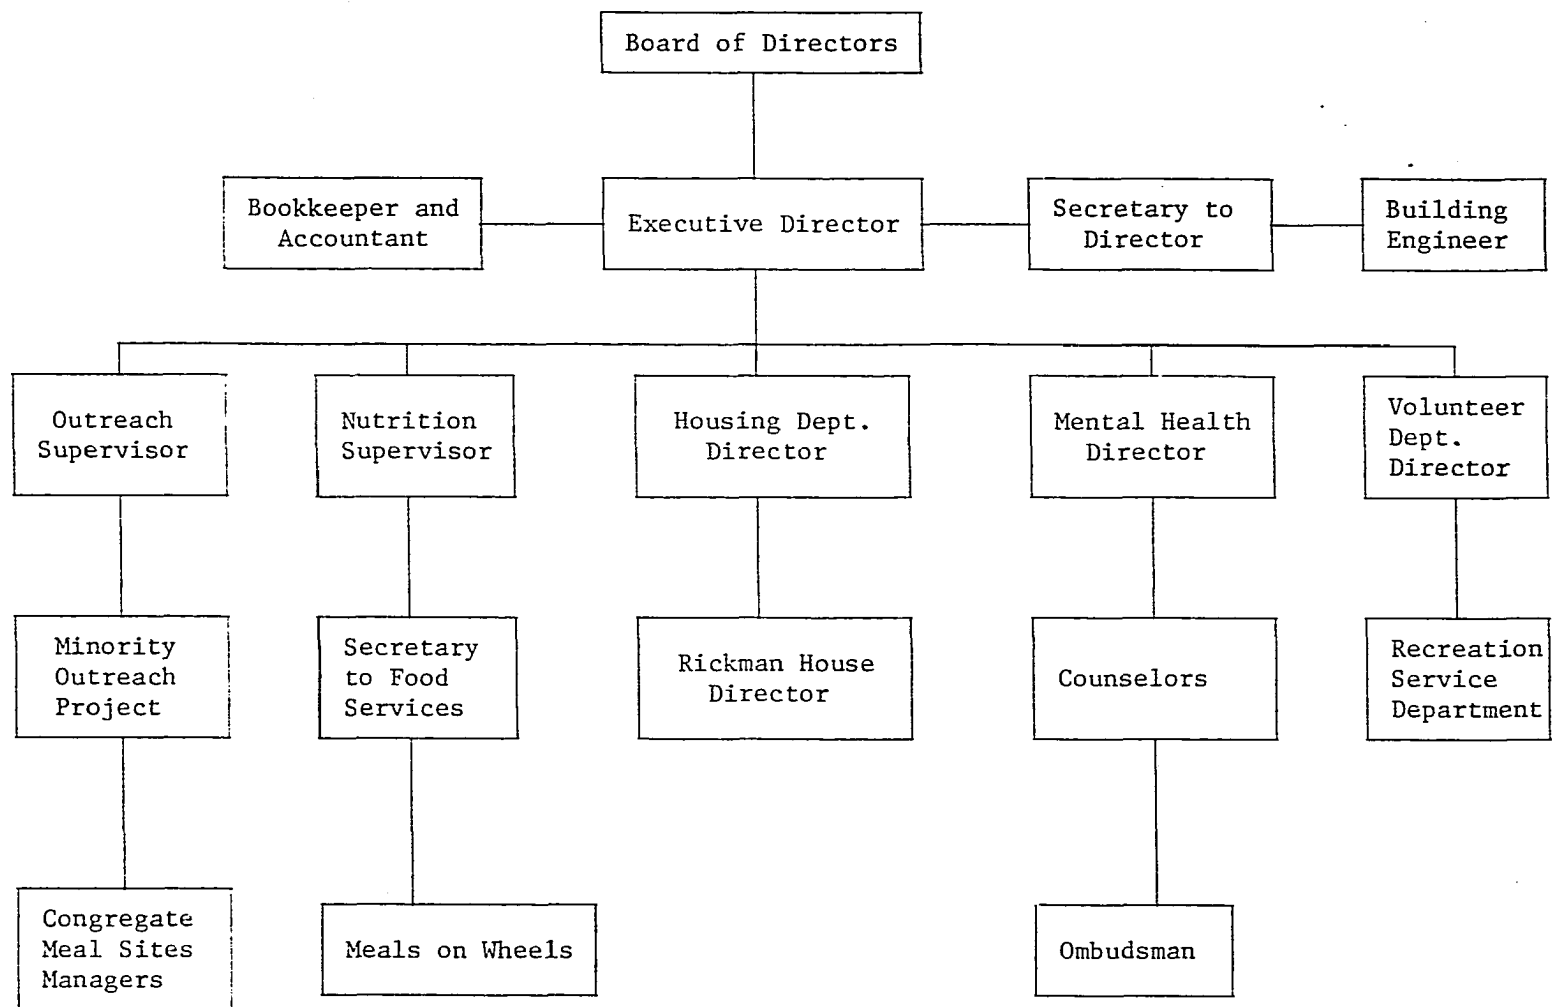 Board of Directors
Bookkeeper and
Accountant
Executive Director
Secretary to
Director
Building
Engineer
Outreach
Supervisor
Nutrition
Supervisor
Housing Dept.
Director
Mental Health
Director
Volunteer
Dept.
Director
Minority
Outreach
Project
Secretary
to Food
Services
Rickman House
Director
Counselors
Recreation
Service
Department
Congregate
Meal Sites
Managers
Meals on Wheels
Ombudsman